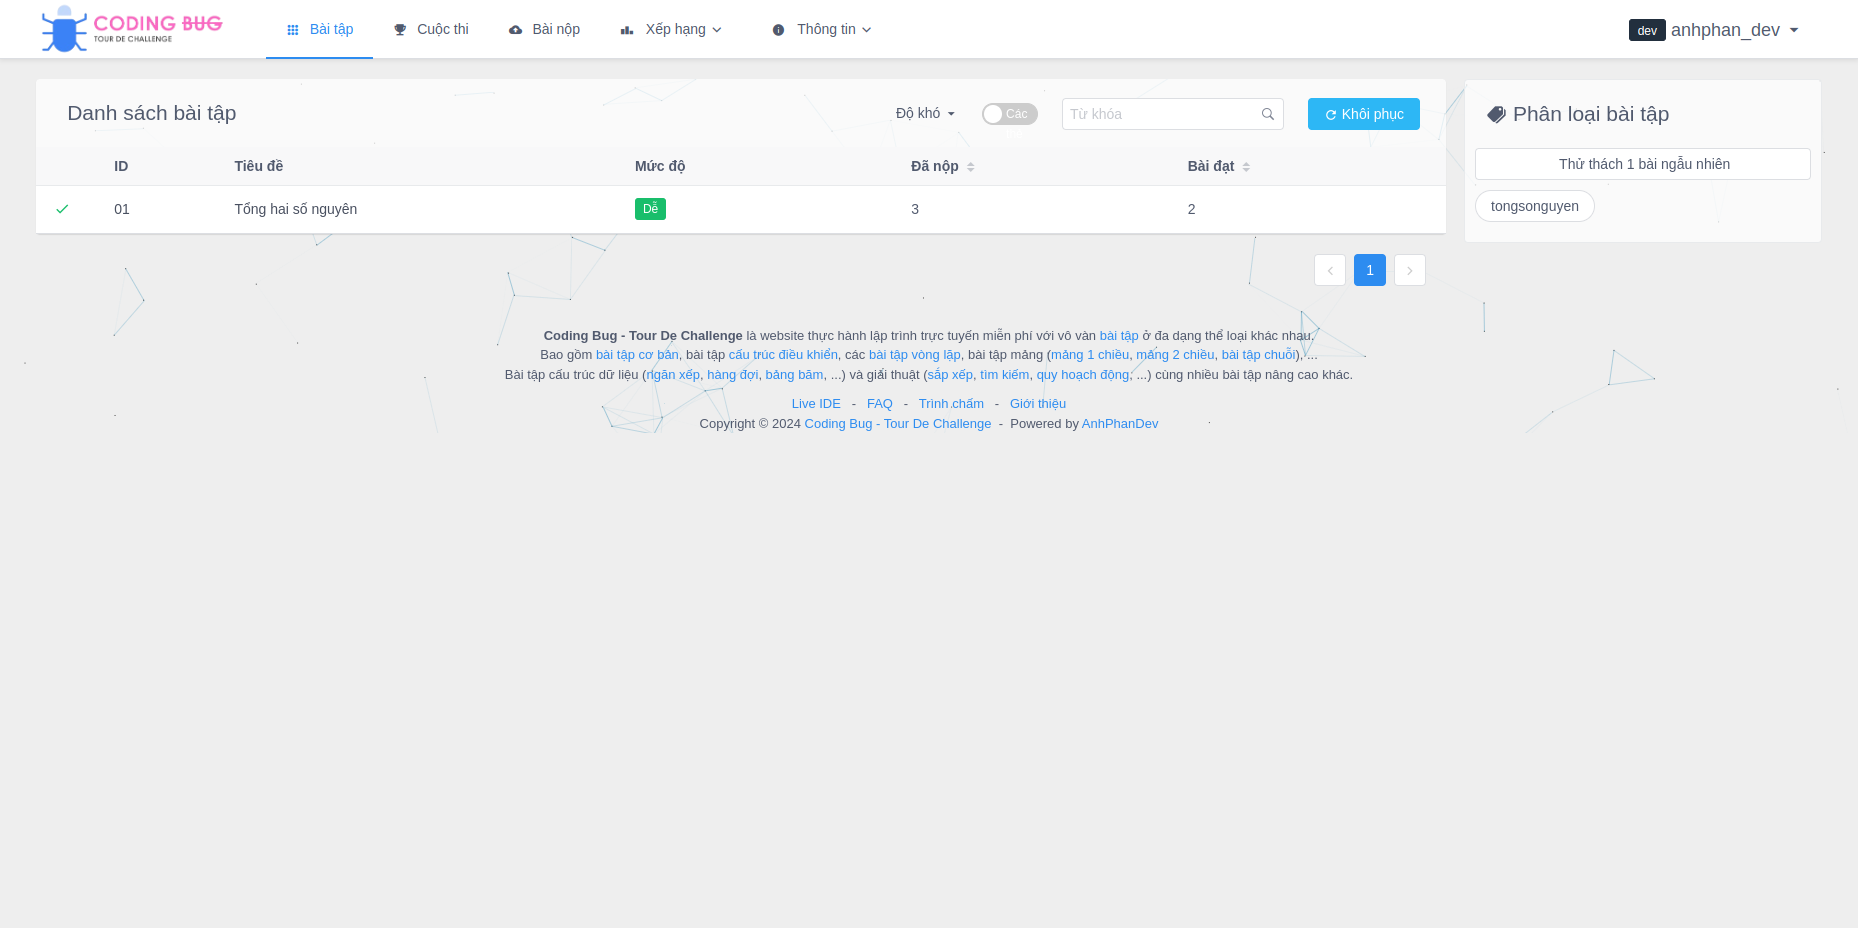 CODING BUG
TOUR DE CHALLENGE
Bài tập
Cuộc thi
Bài nộp
Xếp hạng
Thông tin
dev anhphan_dev
Danh sách bài tập
Độ khó
Các
Từ khóa
Khôi phục
ID Tiêu đề Mức độ Đã nộp Bài đạt
01 Tổng hai số nguyên Dễ 3 2
1
Phân loại bài tập
Thử thách 1 bài ngẫu nhiên
tongsonguyen
Coding Bug - Tour De Challenge là website thực hành lập trình trực tuyến miễn phí với vô vàn bài tập ở đa dạng thể loại khác nhau.
Bao gồm bài tập cơ bản, bài tập cấu trúc điều khiển, các bài tập vòng lặp, bài tập mảng (mảng 1 chiều, mảng 2 chiều, bài tập chuỗi), ...
Bài tập cấu trúc dữ liệu (ngăn xếp, hàng đợi, bảng băm, ...) và giải thuật (sắp xếp, tìm kiếm, quy hoạch động, ...) cùng nhiều bài tập nâng cao khác.
Live IDE - FAQ - Trình chấm - Giới thiệu
Copyright © 2024 Coding Bug - Tour De Challenge - Powered by AnhPhanDev